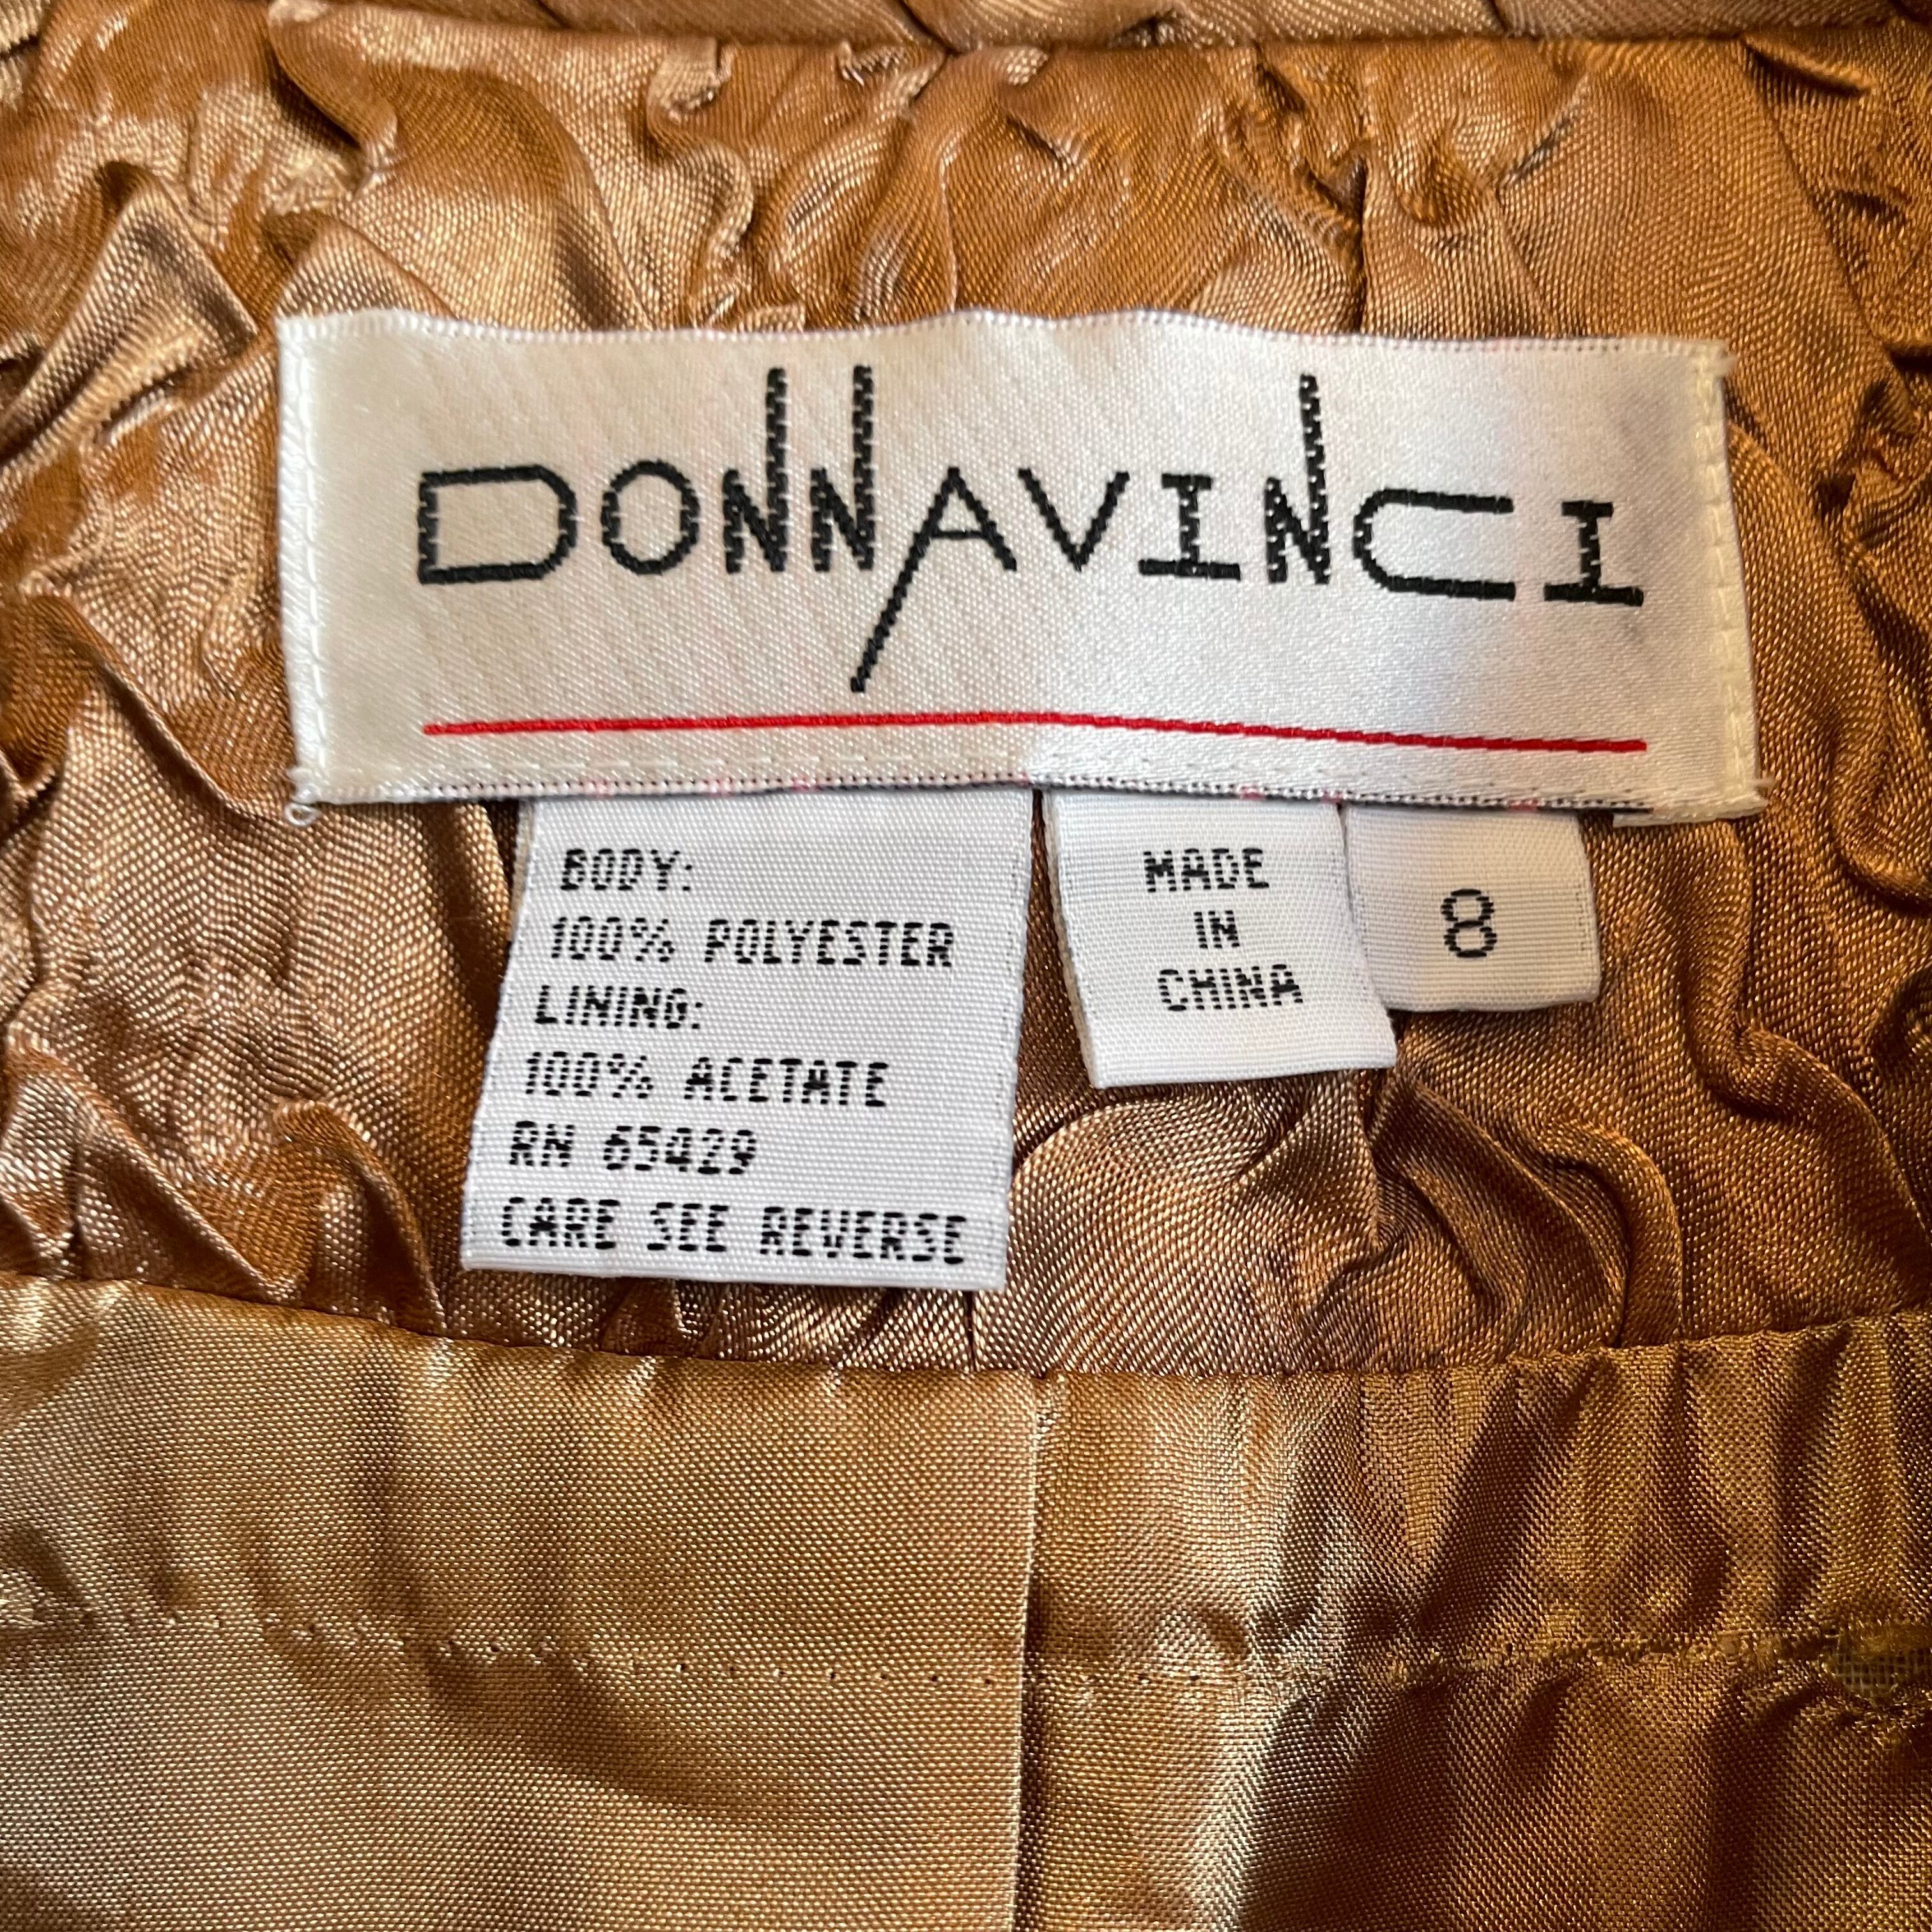 DONNAVINCI
BODY:
100% POLYESTER
LINING:
100% ACETATE
RN 65429
CARE SEE REVERSE
MADE
IN
CHINA
8